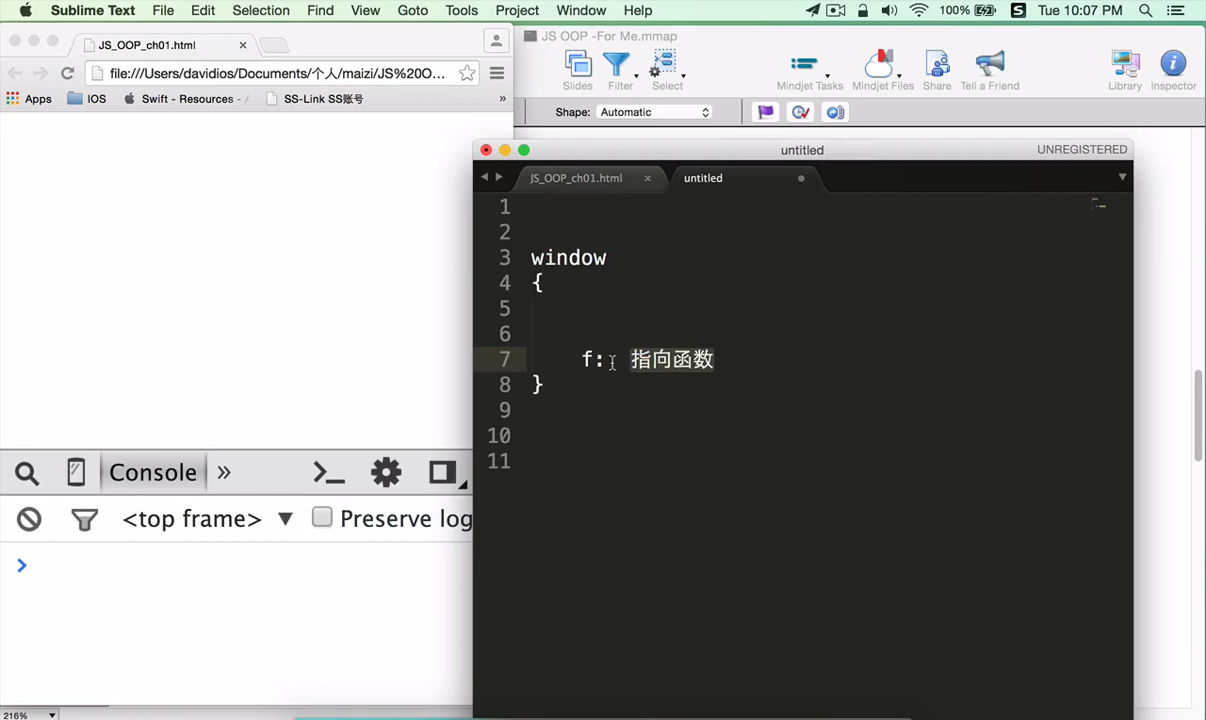 Sublime Text File Edit Selection Find View Goto Tools Project Window Help 100% S Tue 10:07 PM
JS_OOP_ch01.html
JS OOP -For Me.mmap
file:///Users/davidios/Documents/个人/maizi/JS%20O...
Apps IOS Swift - Resources - SS-Link SS账号 »
Slides Filter Select Mindjet Tasks Mindjet Files Share Tell a Friend Library Inspector
Shape: Automatic
untitled UNREGISTERED
JS_OOP_ch01.html untitled
1
2
3 window
4 {
5
6
7 f: 指向函数
8 }
9
10
11
Console »
<top frame> Preserve log
216%